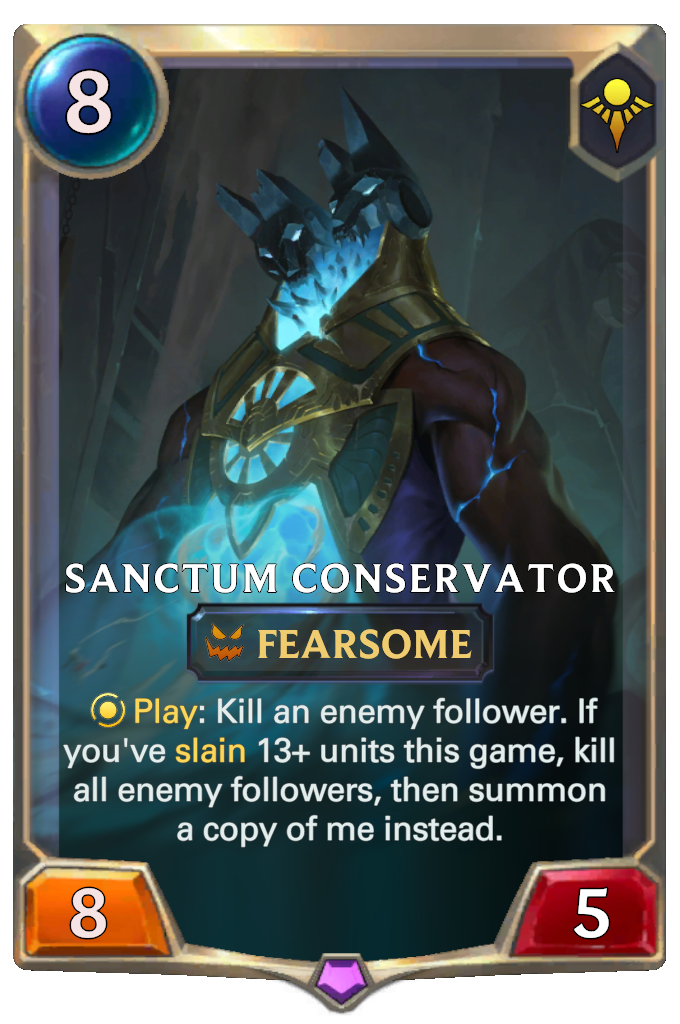 8
SANCTUM CONSERVATOR
FEARSOME
Play: Kill an enemy follower. If
you've slain 13+ units this game, kill
all enemy followers, then summon
a copy of me instead.
8
5